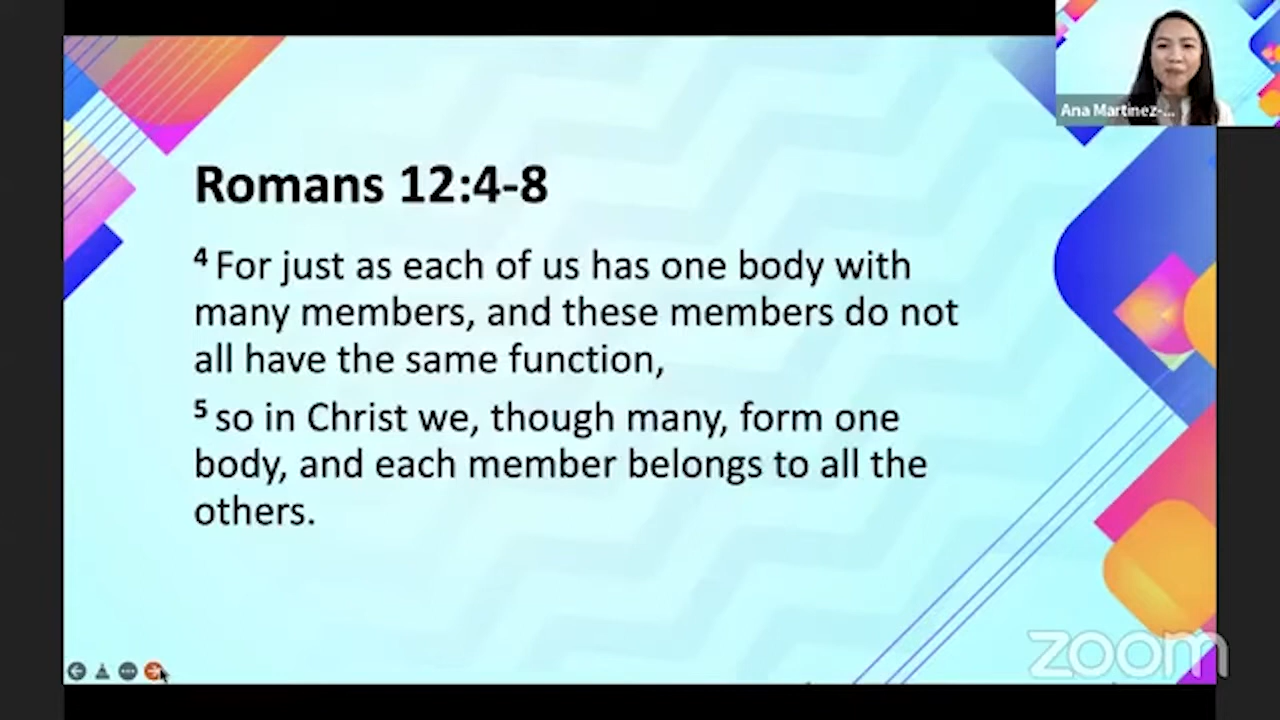 Ana Martinez-...
Romans 12:4-8
4 For just as each of us has one body with
many members, and these members do not
all have the same function,
5 so in Christ we, though many, form one
body, and each member belongs to all the
others.
zoom